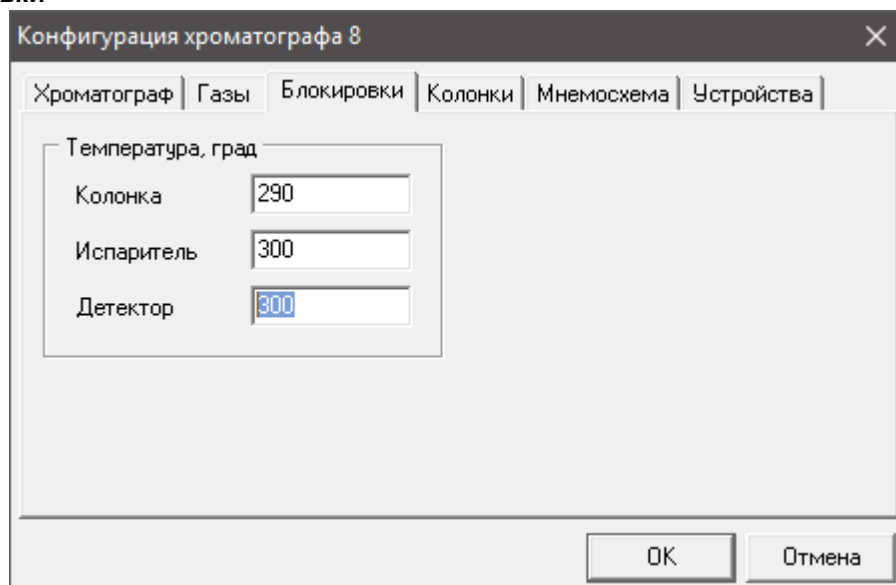 Конфигурация хроматографа 8
Хроматограф Газы Блокировки Колонки Мнемосхема Устройства
Температура, град
Колонка 290
Испаритель 300
Детектор 300
OK Отмена